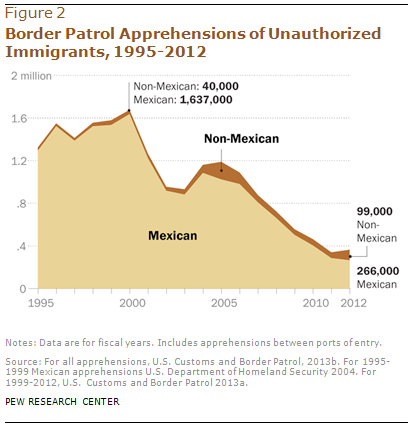 Figure 2
Border Patrol Apprehensions of Unauthorized
Immigrants, 1995-2012
2 million
Non-Mexican: 40,000
Mexican: 1,637,000
1.6
Non-Mexican
1.2
.8
99,000
Non-
Mexican
Mexican
.4
266,000
Mexican
0
1995
2000
2005
2010
2012
Notes: Data are for fiscal years. Includes apprehensions between ports of entry.
Source: For all apprehensions, U.S. Customs and Border Patrol, 2013b. For 1995-
1999 Mexican apprehensions U.S. Department of Homeland Security 2004. For
1999-2012, U.S. Customs and Border Patrol 2013a.
PEW RESEARCH CENTER